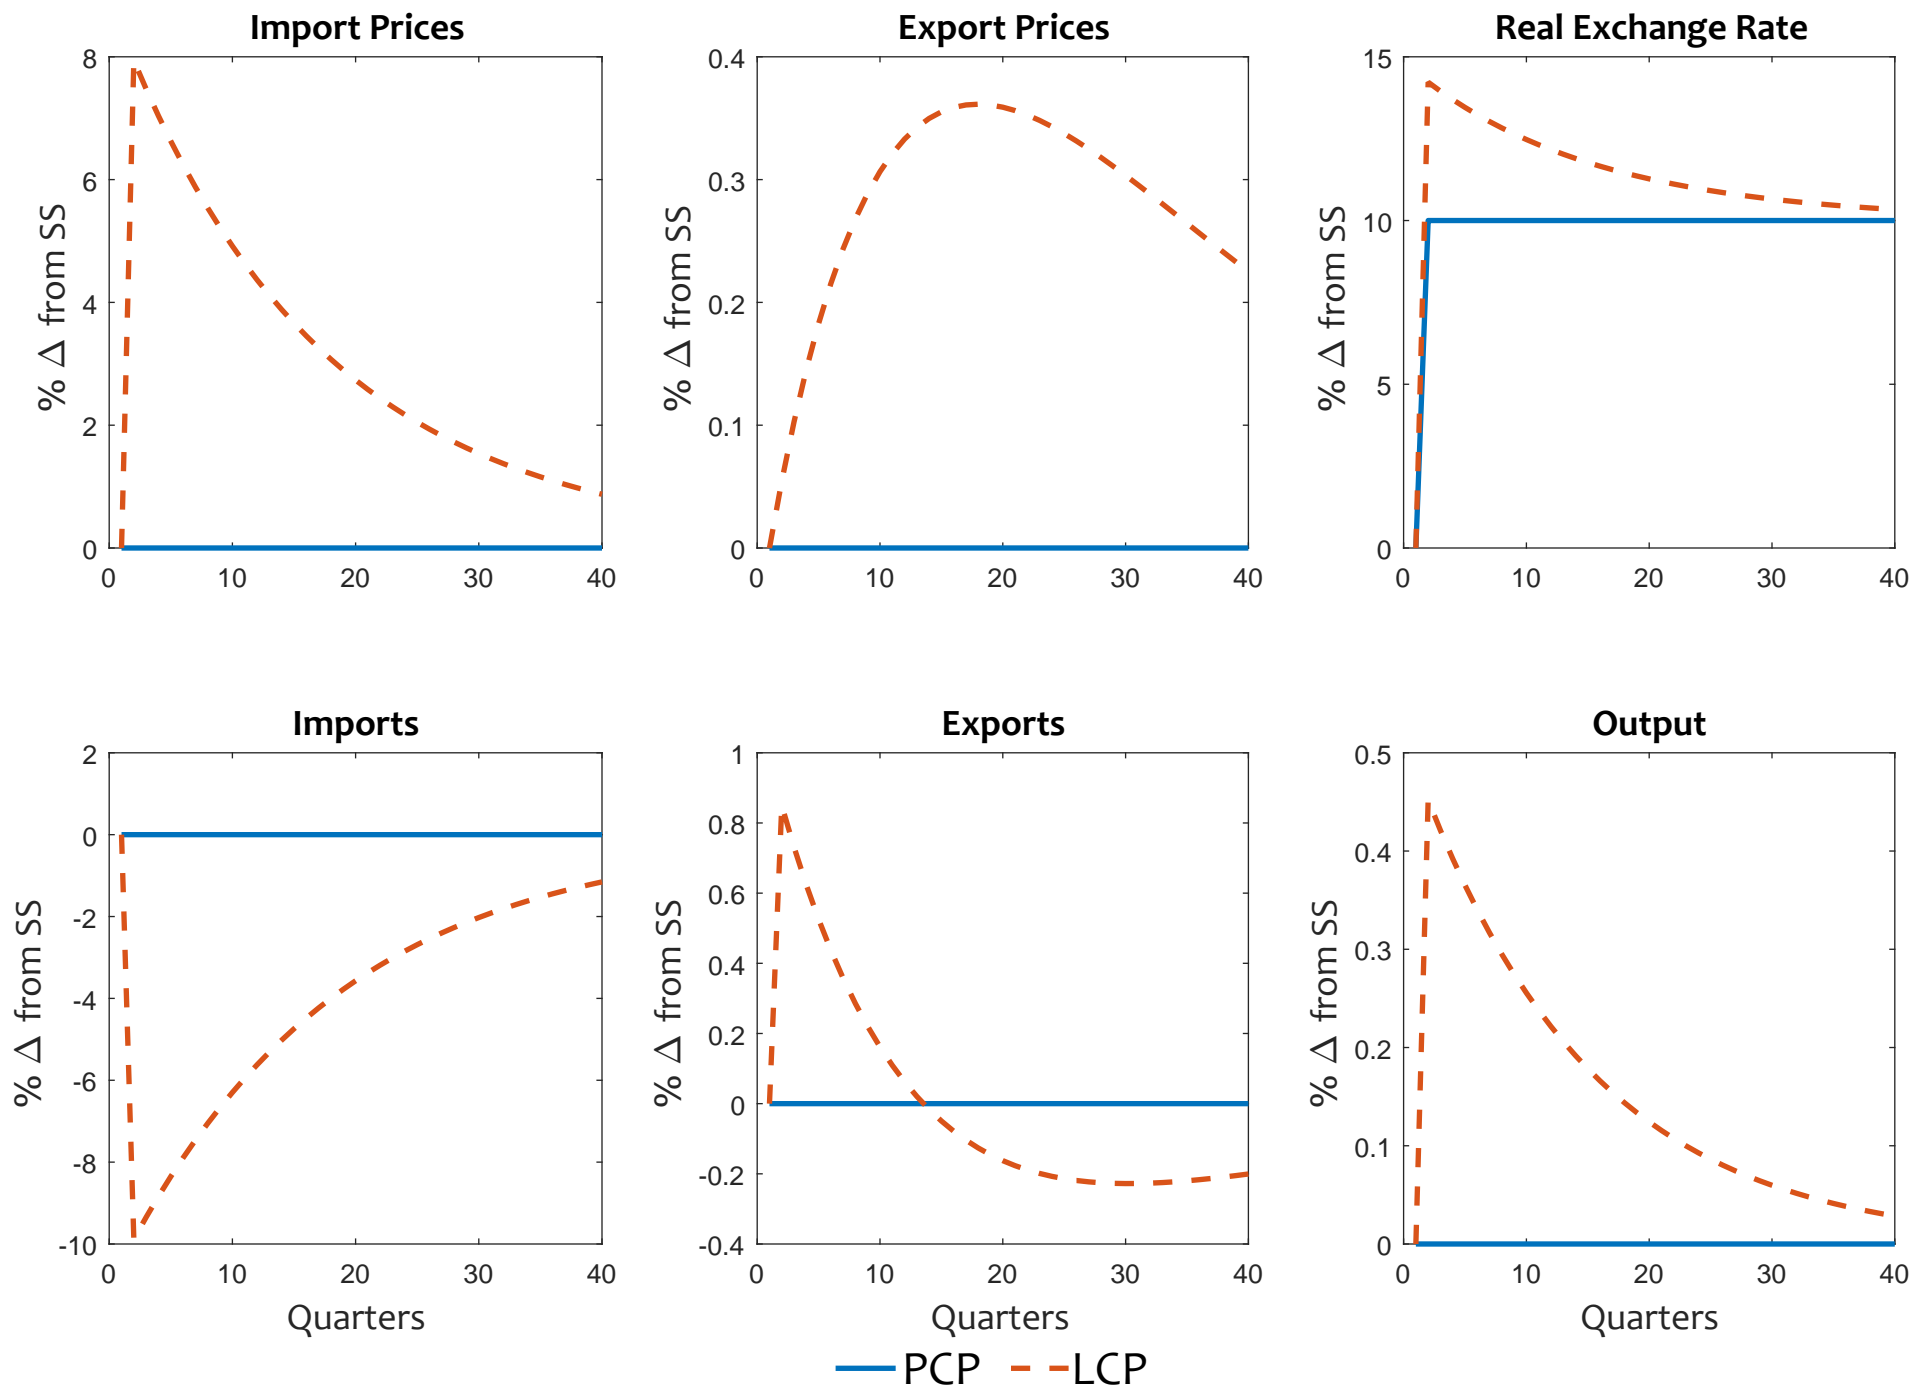 Import Prices
8
6
4
2
0
% Δ from SS
0 10 20 30 40
Export Prices
0.4
0.3
0.2
0.1
0
% Δ from SS
0 10 20 30 40
Real Exchange Rate
15
10
5
0
% Δ from SS
0 10 20 30 40
Imports
2
0
-2
-4
-6
-8
-10
% Δ from SS
0 10 20 30 40
Quarters
Exports
1
0.8
0.6
0.4
0.2
0
-0.2
-0.4
% Δ from SS
0 10 20 30 40
Quarters
Output
0.5
0.4
0.3
0.2
0.1
0
% Δ from SS
0 10 20 30 40
Quarters
PCP LCP